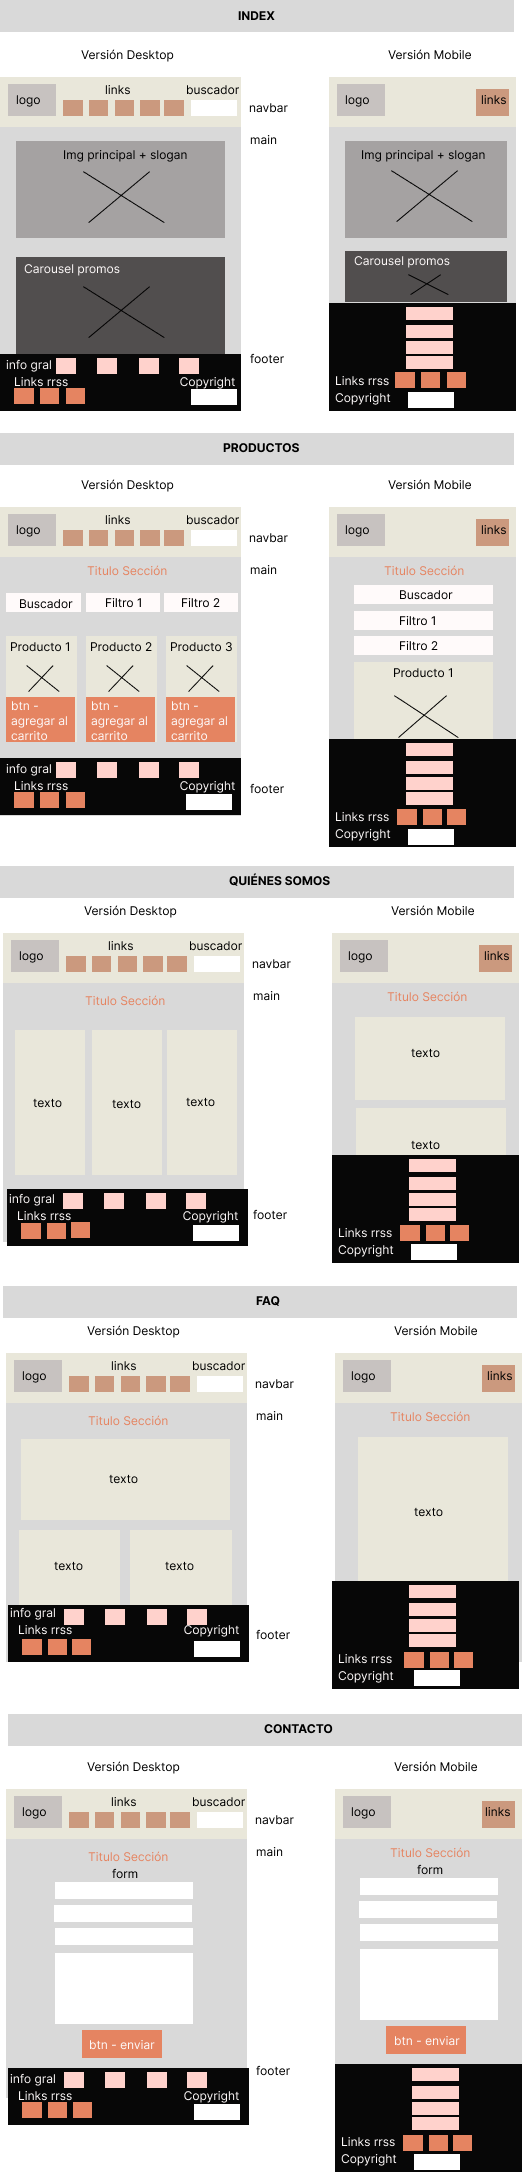 INDEX
Versión Desktop
Versión Mobile
logo
links
buscador
navbar
main
Img principal + slogan
Carousel promos
footer
info gral
Links rrss
Copyright
logo
links
Img principal + slogan
Carousel promos
Links rrss
Copyright
PRODUCTOS
Versión Desktop
Versión Mobile
logo
links
buscador
navbar
main
Titulo Sección
Buscador
Filtro 1
Filtro 2
Producto 1
Producto 2
Producto 3
btn -
agregar al
carrito
btn -
agregar al
carrito
btn -
agregar al
carrito
info gral
Links rrss
Copyright
footer
logo
links
Titulo Sección
Buscador
Filtro 1
Filtro 2
Producto 1
Links rrss
Copyright
QUIÉNES SOMOS
Versión Desktop
Versión Mobile
logo
links
buscador
navbar
main
Titulo Sección
texto
texto
texto
info gral
Links rrss
Copyright
footer
logo
links
Titulo Sección
texto
texto
Links rrss
Copyright
FAQ
Versión Desktop
Versión Mobile
logo
links
buscador
navbar
main
Titulo Sección
texto
texto
texto
info gral
Links rrss
Copyright
footer
logo
links
Titulo Sección
texto
Links rrss
Copyright
CONTACTO
Versión Desktop
Versión Mobile
logo
links
buscador
navbar
main
Titulo Sección
form
btn - enviar
info gral
Links rrss
Copyright
footer
logo
links
Titulo Sección
form
btn - enviar
Links rrss
Copyright